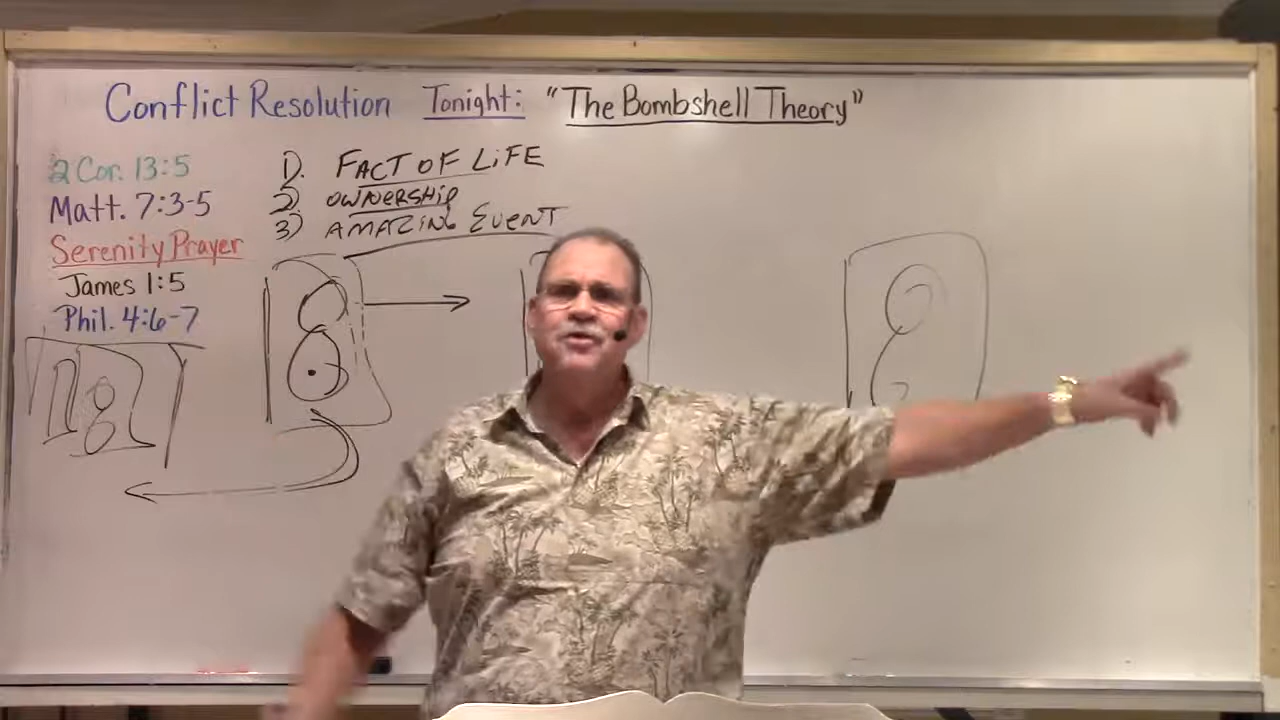 Conflict Resolution Tonight: "The Bombshell Theory"
2 Cor. 13:5
Matt. 7:3-5
Serenity Prayer
James 1:5
Phil. 4:6-7
1). FACT OF LiFE
2) OWNERSHIP
3) AMAZING EVENT